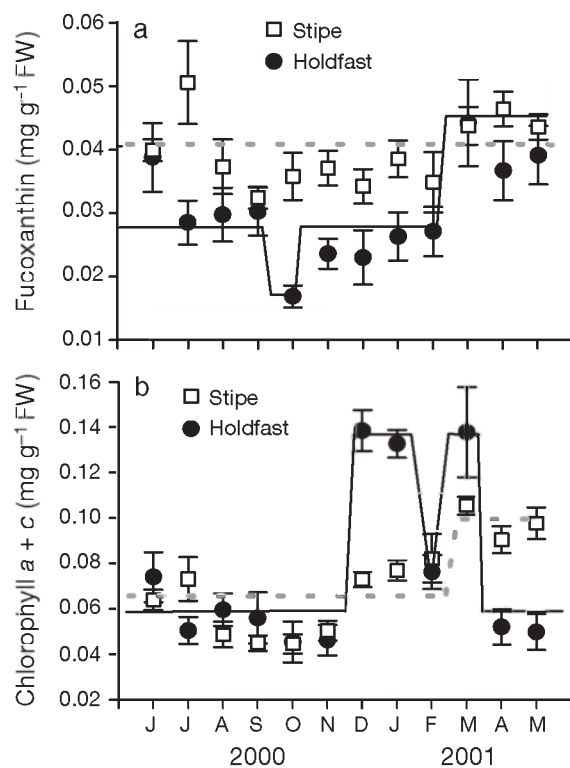 a
□ Stipe
● Holdfast
Fucoxanthin (mg g⁻¹ FW)
0.06
0.05
0.04
0.03
0.02
0.01
b
□ Stipe
● Holdfast
Chlorophyll a + c (mg g⁻¹ FW)
0.16
0.14
0.12
0.10
0.08
0.06
0.04
0.02
J J A S O N D J F M A M
2000 2001